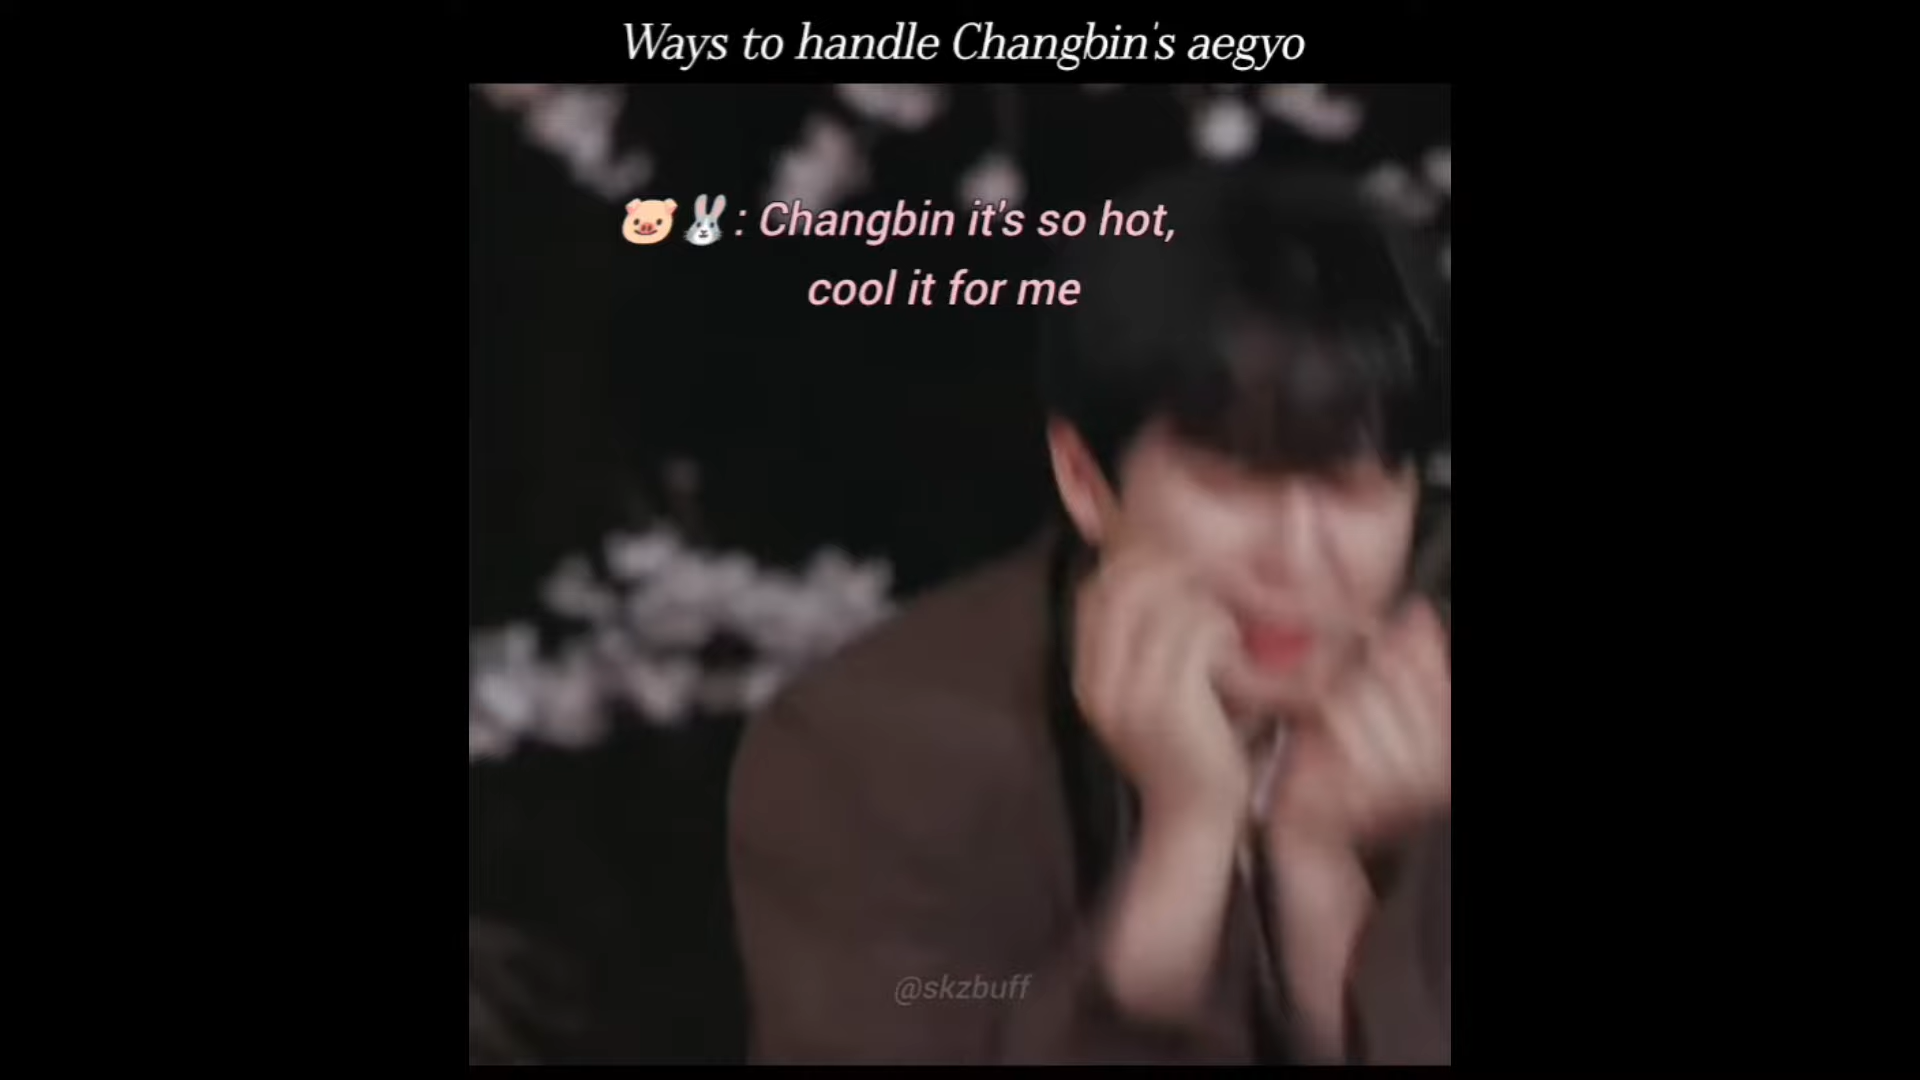 Ways to handle Changbin's aegyo
🐷🐰: Changbin it's so hot,
cool it for me
@skzbuff